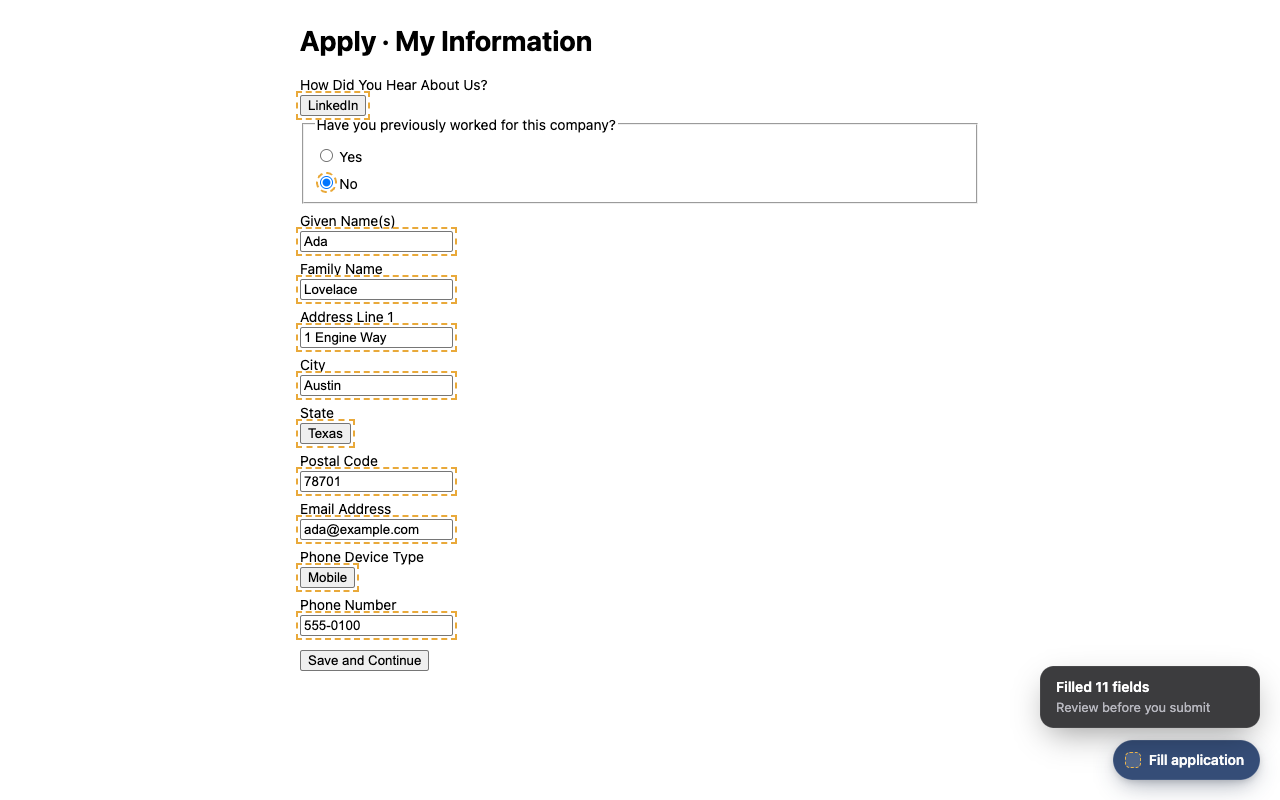 Apply · My Information
How Did You Hear About Us?
LinkedIn
Have you previously worked for this company?
Yes
No
Given Name(s)
Ada
Family Name
Lovelace
Address Line 1
1 Engine Way
City
Austin
State
Texas
Postal Code
78701
Email Address
ada@example.com
Phone Device Type
Mobile
Phone Number
555-0100
Save and Continue
Filled 11 fields
Review before you submit
Fill application